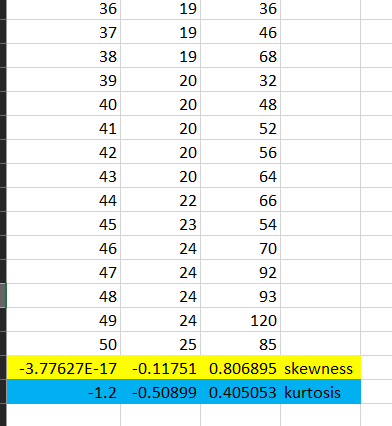 36 19 36
37 19 46
38 19 68
39 20 32
40 20 48
41 20 52
42 20 56
43 20 64
44 22 66
45 23 54
46 24 70
47 24 92
48 24 93
49 24 120
50 25 85
-3.77627E-17 -0.11751 0.806895 skewness
-1.2 -0.50899 0.405053 kurtosis